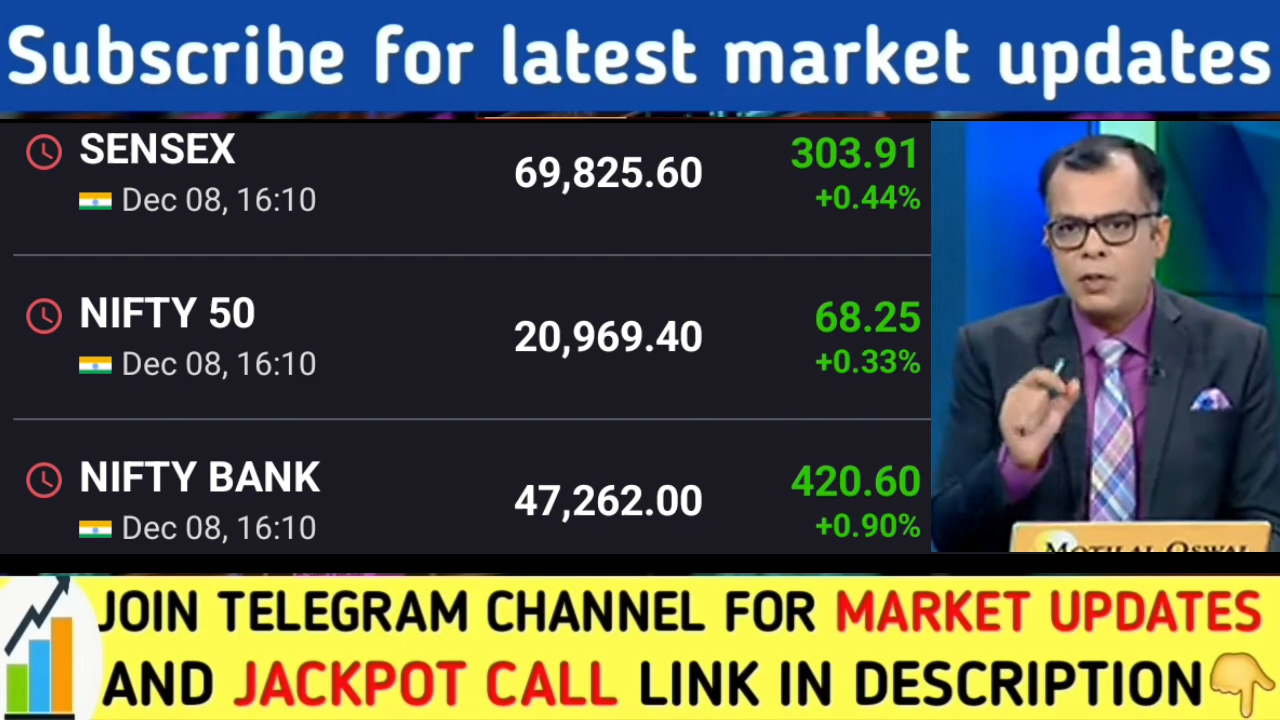 Subscribe for latest market updates
SENSEX
Dec 08, 16:10
69,825.60
303.91
+0.44%
NIFTY 50
Dec 08, 16:10
20,969.40
68.25
+0.33%
NIFTY BANK
Dec 08, 16:10
47,262.00
420.60
+0.90%
MOTILAL OSWAL
JOIN TELEGRAM CHANNEL FOR MARKET UPDATES
AND JACKPOT CALL LINK IN DESCRIPTION👇